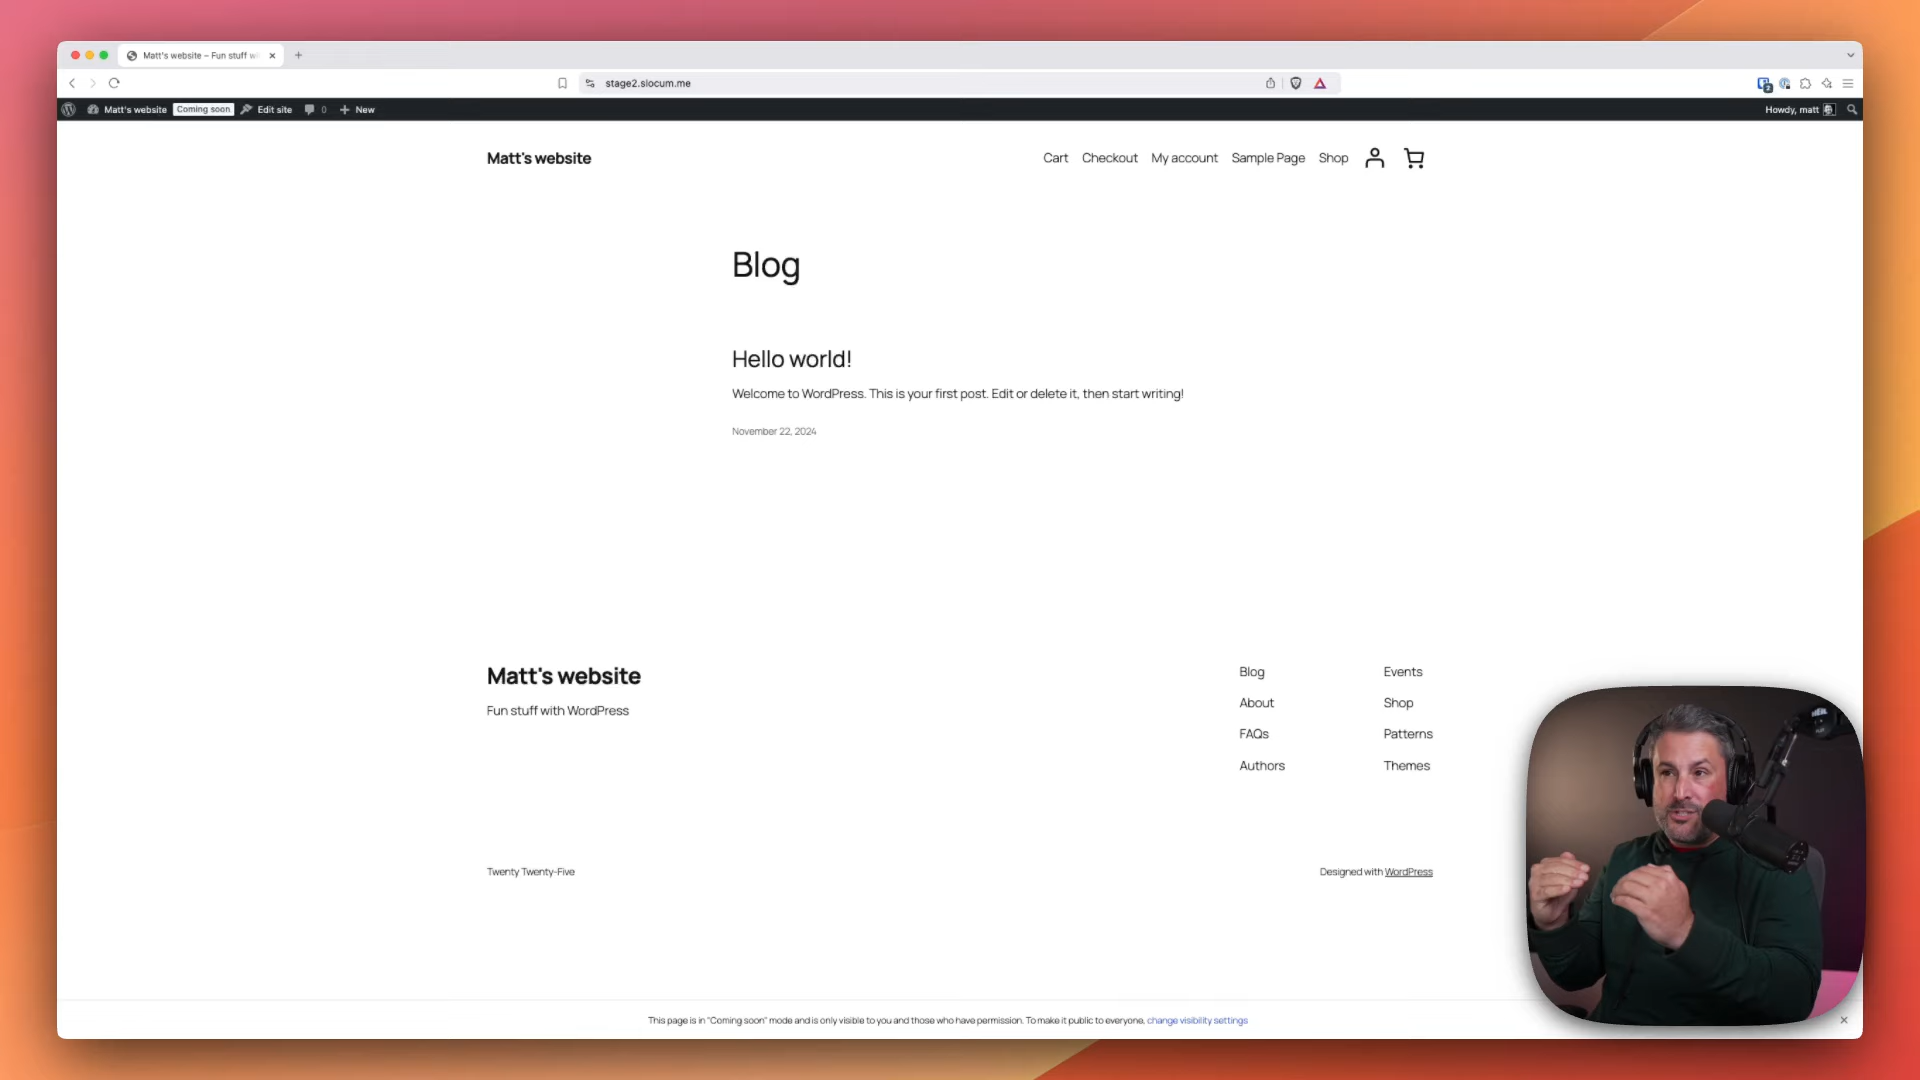 Matt's website – Fun stuff wi
stage2.slocum.me
Matt's website Coming soon Edit site 0 New Howdy, matt
Matt's website
Cart Checkout My account Sample Page Shop
Blog
Hello world!
Welcome to WordPress. This is your first post. Edit or delete it, then start writing!
November 22, 2024
Matt's website
Fun stuff with WordPress
Blog Events
About Shop
FAQs Patterns
Authors Themes
Twenty Twenty-Five
Designed with WordPress
This page is in "Coming soon" mode and is only visible to you and those who have permission. To make it public to everyone, change visibility settings